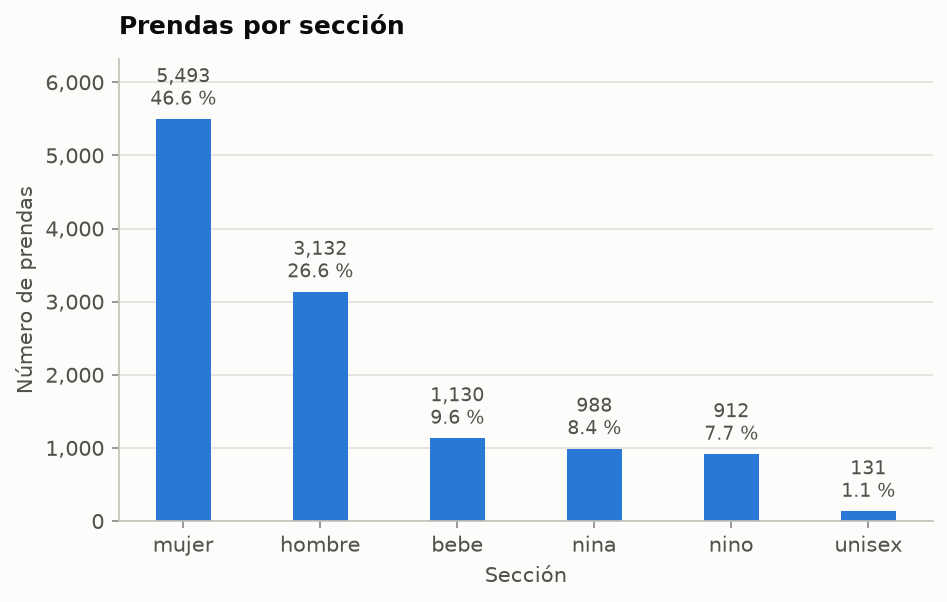 Prendas por sección
Número de prendas
6,000
5,000
4,000
3,000
2,000
1,000
0
5,493
46.6 %
3,132
26.6 %
1,130
9.6 %
988
8.4 %
912
7.7 %
131
1.1 %
mujer
hombre
bebe
nina
nino
unisex
Sección